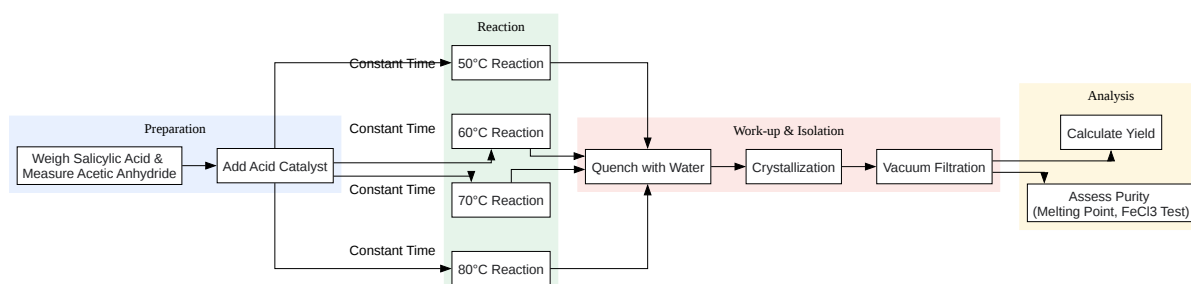 Preparation
Weigh Salicylic Acid &
Measure Acetic Anhydride
Add Acid Catalyst
Constant Time
Constant Time
Constant Time
Constant Time
Reaction
50°C Reaction
60°C Reaction
70°C Reaction
80°C Reaction
Work-up & Isolation
Quench with Water
Crystallization
Vacuum Filtration
Analysis
Calculate Yield
Assess Purity
(Melting Point, FeCl3 Test)